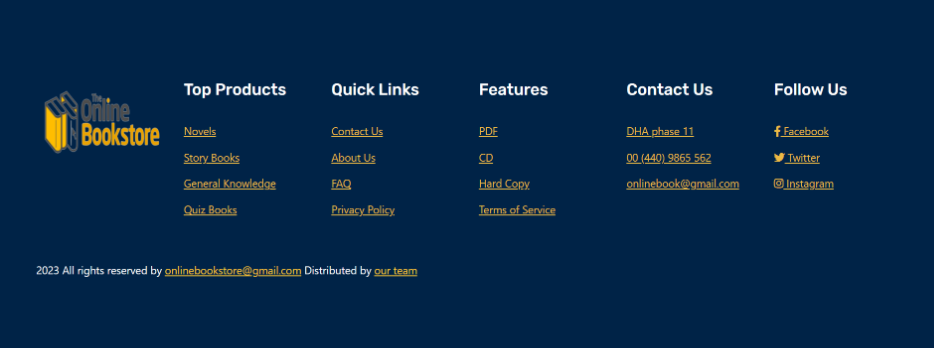 The
Online
Bookstore
Top Products
Novels
Story Books
General Knowledge
Quiz Books
Quick Links
Contact Us
About Us
FAQ
Privacy Policy
Features
PDF
CD
Hard Copy
Terms of Service
Contact Us
DHA phase 11
00 (440) 9865 562
onlinebook@gmail.com
Follow Us
Facebook
Twitter
Instagram
2023 All rights reserved by onlinebookstore@gmail.com Distributed by our team